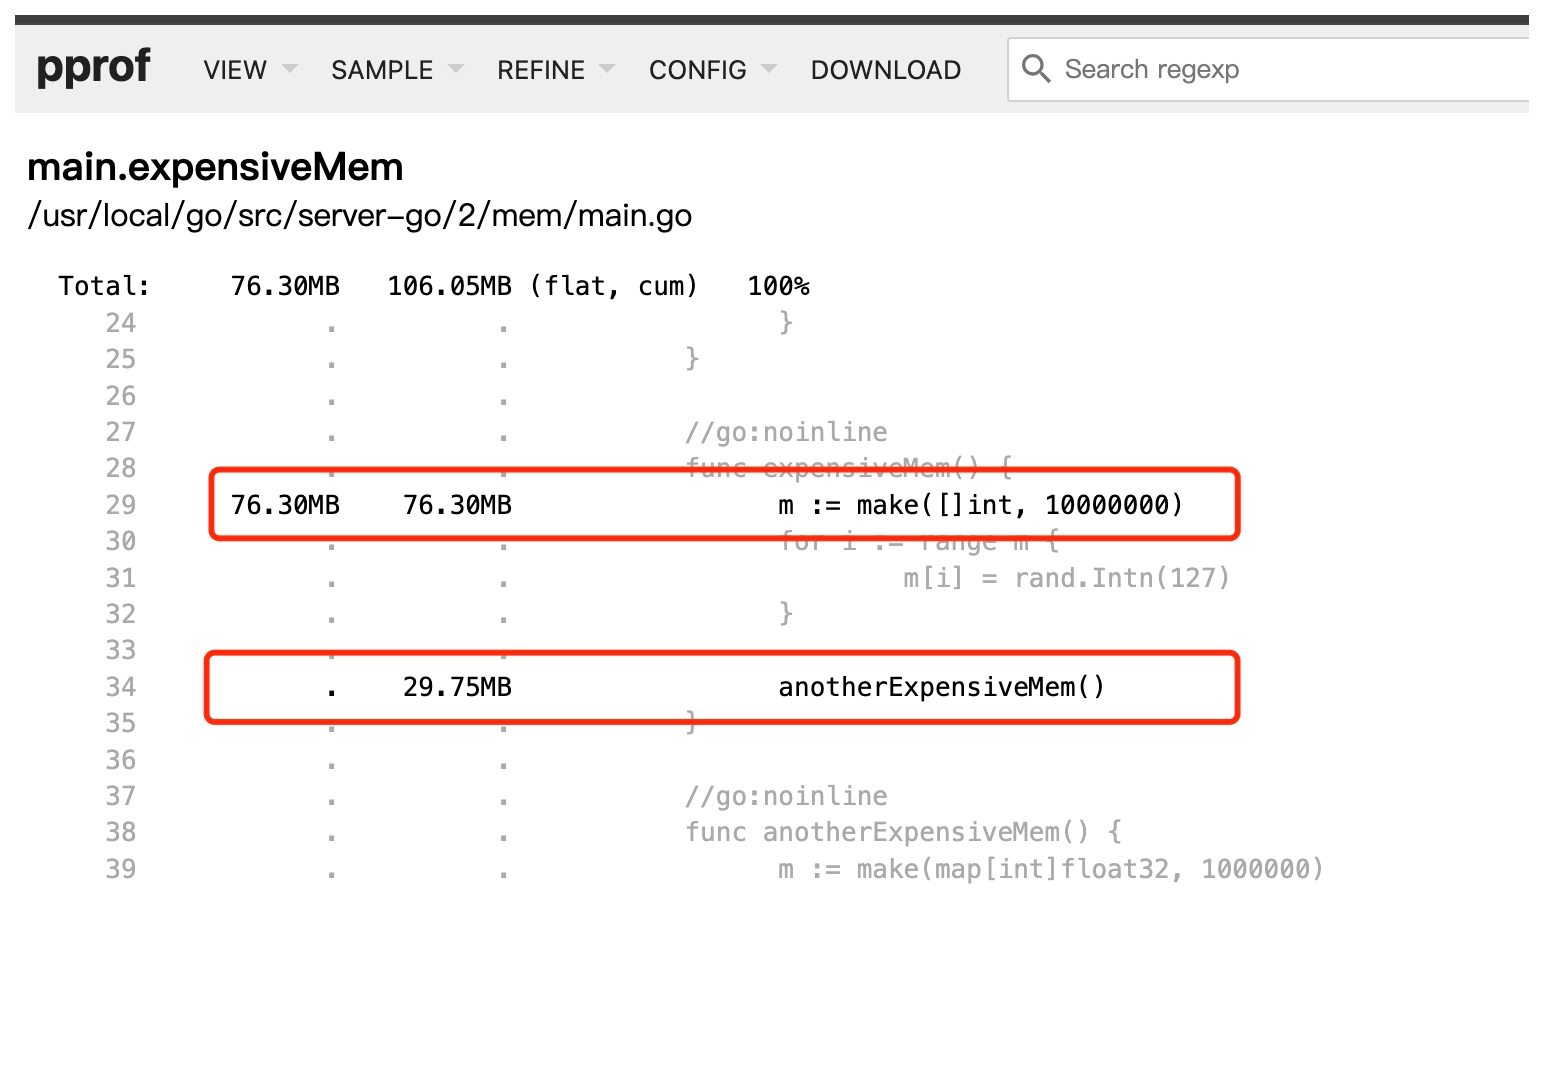 pprof VIEW SAMPLE REFINE CONFIG DOWNLOAD Search regexp
main.expensiveMem
/usr/local/go/src/server-go/2/mem/main.go
Total: 76.30MB 106.05MB (flat, cum) 100%
24 . . }
25 . . }
26 . .
27 . . //go:noinline
28 . . func expensiveMem() {
29 76.30MB 76.30MB m := make([]int, 10000000)
30 . . for i := range m {
31 . . m[i] = rand.Intn(127)
32 . . }
33 . .
34 . 29.75MB anotherExpensiveMem()
35 . . }
36 . .
37 . . //go:noinline
38 . . func anotherExpensiveMem() {
39 . . m := make(map[int]float32, 1000000)